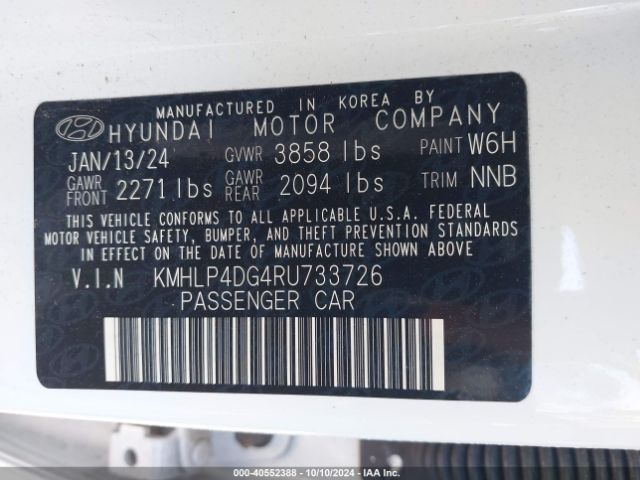 MANUFACTURED IN KOREA BY
HYUNDAI MOTOR COMPANY
JAN/13/24 GVWR 3858 lbs PAINT W6H
GAWR FRONT 2271 lbs GAWR REAR 2094 lbs TRIM NNB
THIS VEHICLE CONFORMS TO ALL APPLICABLE U.S.A. FEDERAL
MOTOR VEHICLE SAFETY, BUMPER, AND THEFT PREVENTION STANDARDS
IN EFFECT ON THE DATE OF MANUFACTURE SHOWN ABOVE
V.I.N KMHLP4DG4RU733726
PASSENGER CAR
000-40552388 - 10/10/2024 - IAA Inc.